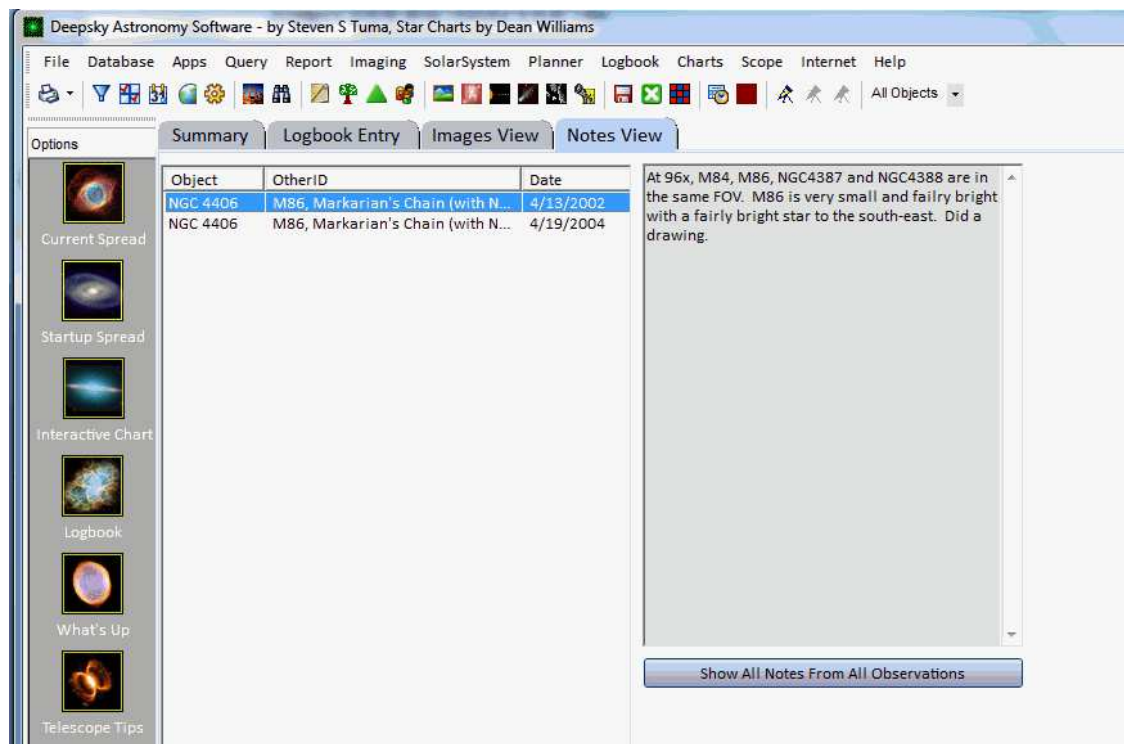 Deepsky Astronomy Software - by Steven S Tuma, Star Charts by Dean Williams
File Database Apps Query Report Imaging SolarSystem Planner Logbook Charts Scope Internet Help
All Objects
Options
Summary Logbook Entry Images View Notes View
Object OtherID Date
NGC 4406 M86, Markarian's Chain (with N... 4/13/2002
NGC 4406 M86, Markarian's Chain (with N... 4/19/2004
At 96x, M84, M86, NGC4387 and NGC4388 are in
the same FOV. M86 is very small and failry bright
with a fairly bright star to the south-east. Did a
drawing.
Show All Notes From All Observations
Current Spread
Startup Spread
Interactive Chart
Logbook
What's Up
Telescope Tips